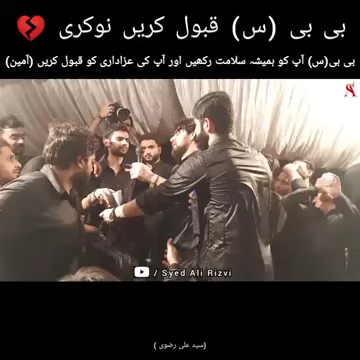 بی بی (س) قبول کریں نوکری 💔
بی بی(س) آپ کو ہمیشہ سلامت رکھیں اور آپ کی عزاداری کو قبول کریں (آمین)
/ Syed Ali Rizvi
(سید علی رضوی )